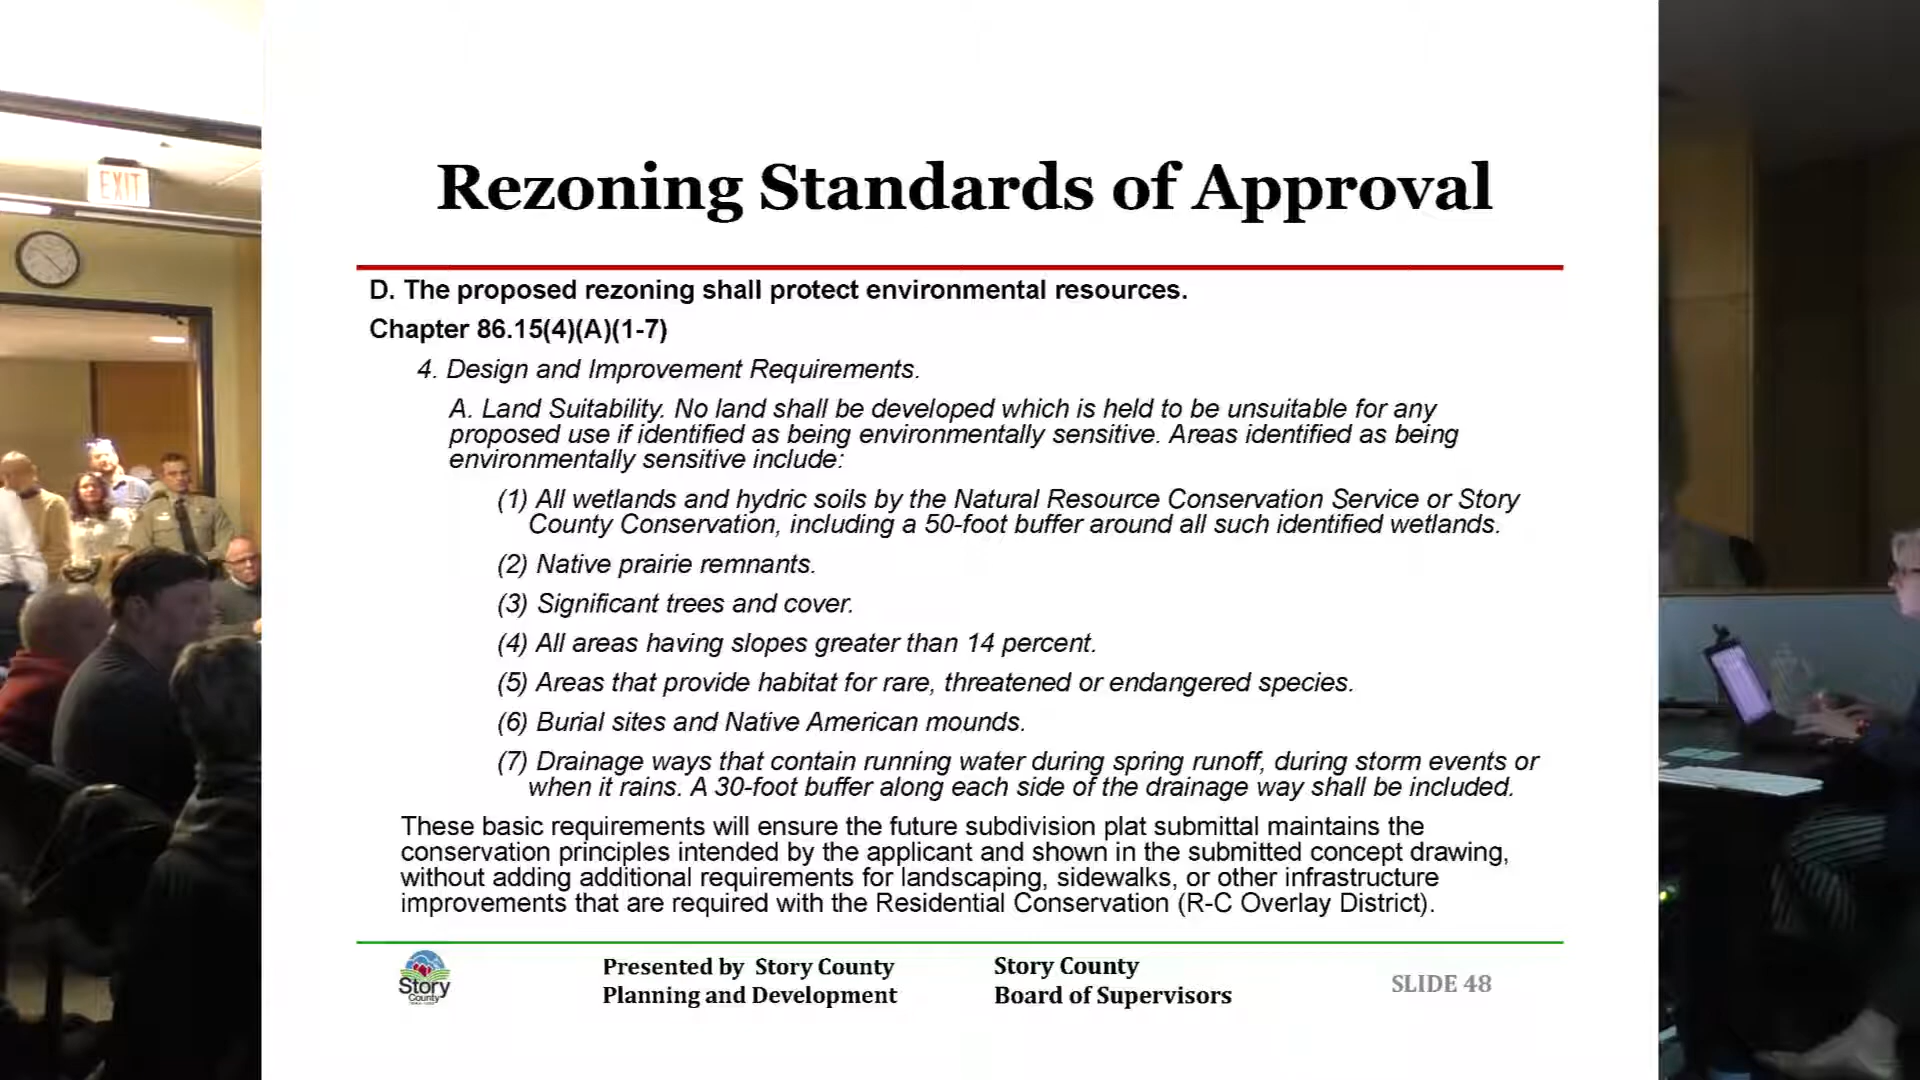 EXIT
Rezoning Standards of Approval
D. The proposed rezoning shall protect environmental resources.
Chapter 86.15(4)(A)(1-7)
4. Design and Improvement Requirements.
A. Land Suitability. No land shall be developed which is held to be unsuitable for any
proposed use if identified as being environmentally sensitive. Areas identified as being
environmentally sensitive include:
(1) All wetlands and hydric soils by the Natural Resource Conservation Service or Story
County Conservation, including a 50-foot buffer around all such identified wetlands.
(2) Native prairie remnants.
(3) Significant trees and cover.
(4) All areas having slopes greater than 14 percent.
(5) Areas that provide habitat for rare, threatened or endangered species.
(6) Burial sites and Native American mounds.
(7) Drainage ways that contain running water during spring runoff, during storm events or
when it rains. A 30-foot buffer along each side of the drainage way shall be included.
These basic requirements will ensure the future subdivision plat submittal maintains the
conservation principles intended by the applicant and shown in the submitted concept drawing,
without adding additional requirements for landscaping, sidewalks, or other infrastructure
improvements that are required with the Residential Conservation (R-C Overlay District).
Story
County
Presented by Story County
Planning and Development
Story County
Board of Supervisors
SLIDE 48